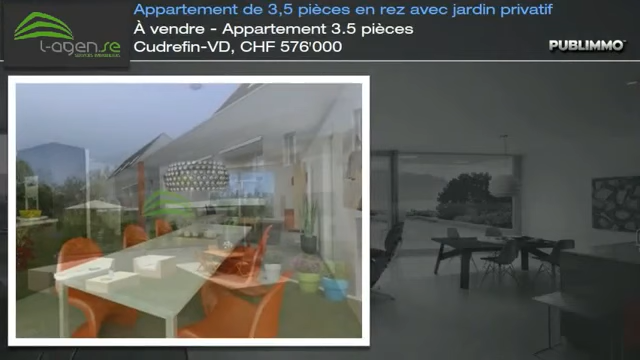 Appartement de 3,5 pièces en rez avec jardin privatif
À vendre - Appartement 3.5 pièces
Cudrefin-VD, CHF 576'000
l-agense
PUBLIMMO